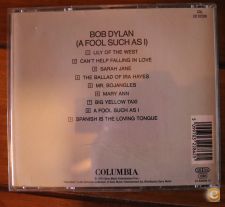 BOB DYLAN
(A FOOL SUCH AS I)
LILY OF THE WEST
CAN'T HELP FALLING IN LOVE
SARAH JANE
THE BALLAD OF IRA HAYES
MR. BOJANGLES
MARY ANN
BIG YELLOW TAXI
A FOOL SUCH AS I
SPANISH IS THE LOVING TONGUE
COLUMBIA